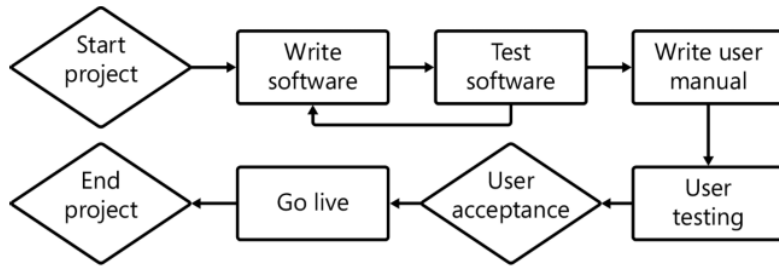 Start
project
Write
software
Test
software
Write user
manual
End
project
Go live
User
acceptance
User
testing